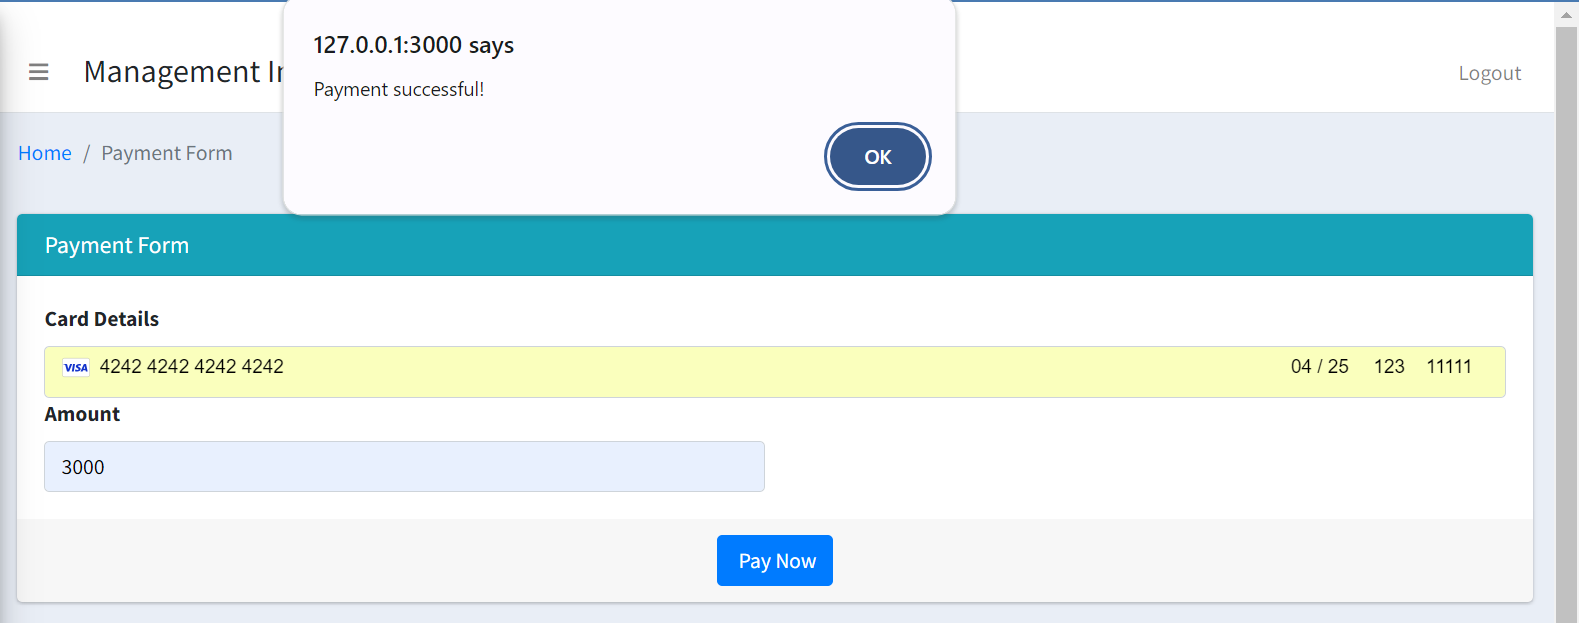 127.0.0.1:3000 says
Payment successful!
OK
Management
Logout
Home / Payment Form
Payment Form
Card Details
VISA 4242 4242 4242 4242 04 / 25 123 11111
Amount
3000
Pay Now